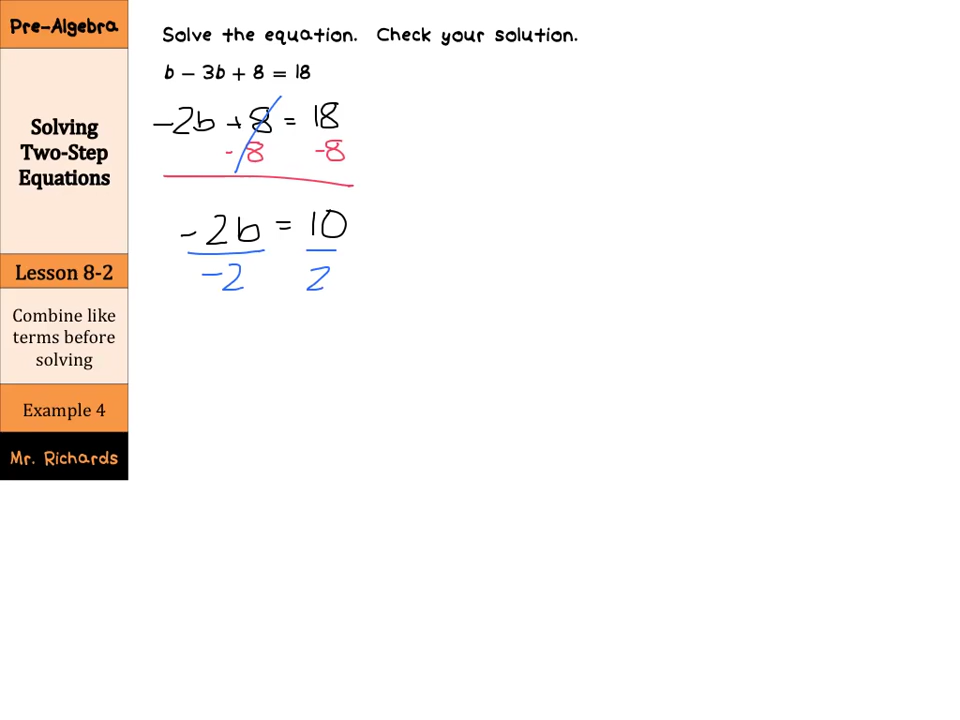 Pre-Algebra
Solving
Two-Step
Equations
Lesson 8-2
Combine like
terms before
solving
Example 4
Mr. Richards
Solve the equation. Check your solution.
b − 3b + 8 = 18
-2b + 8 = 18
- 8 -8
-2b = 10
-2 2